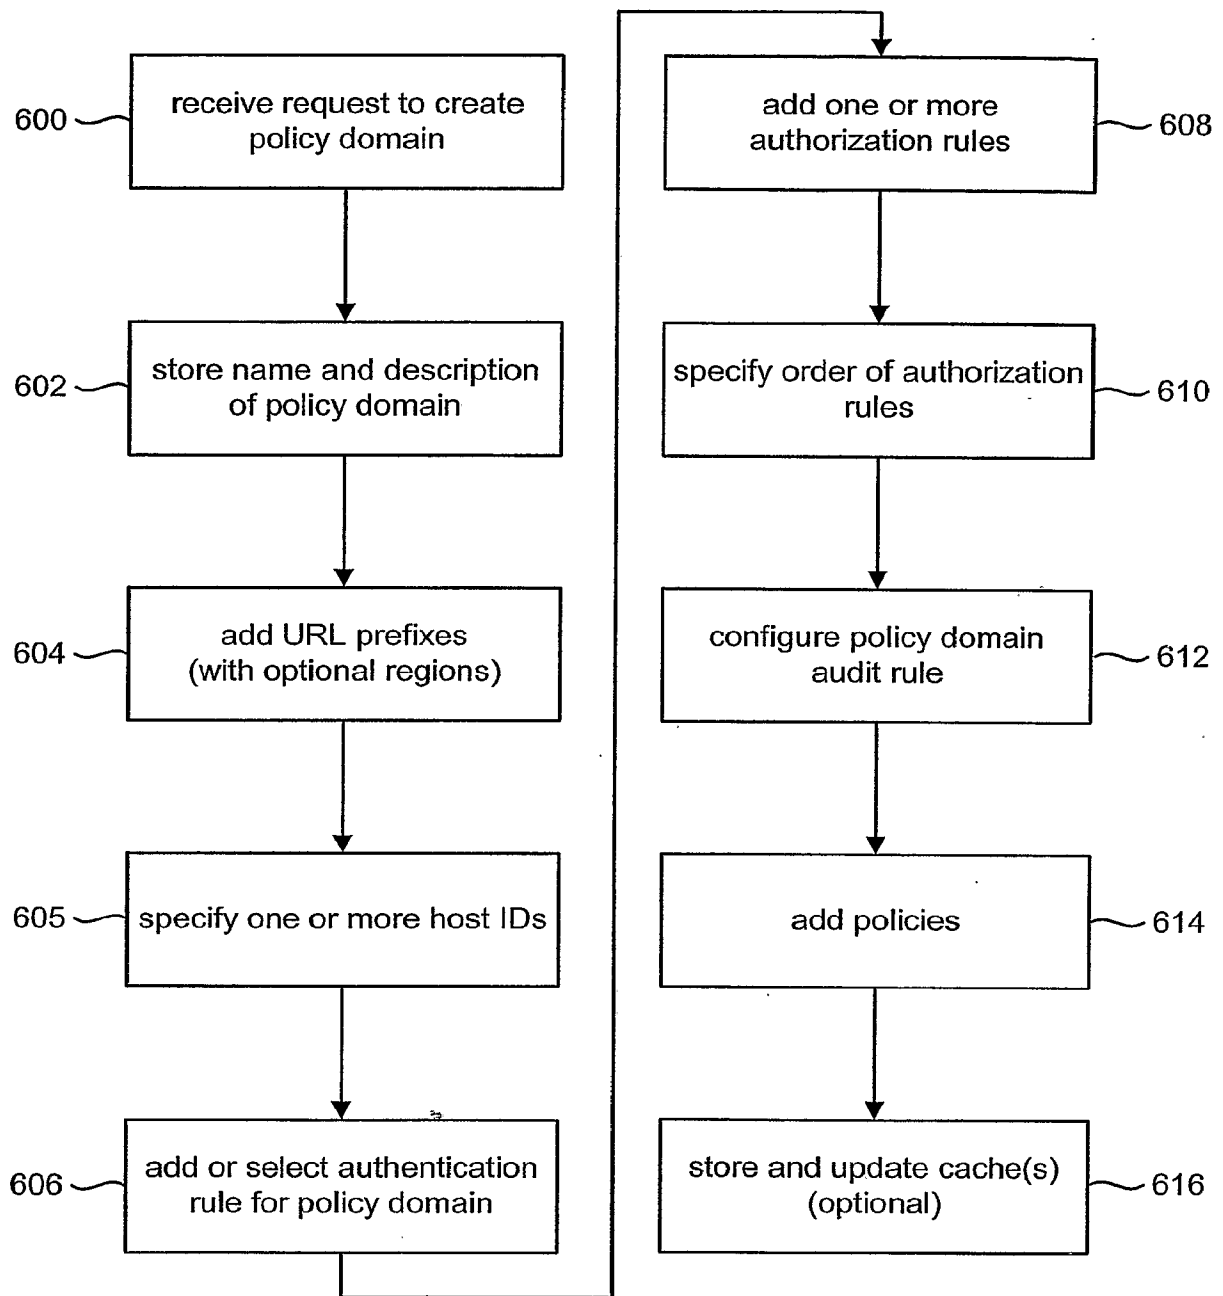 600
receive request to create
policy domain
602
store name and description
of policy domain
604
add URL prefixes
(with optional regions)
605
specify one or more host IDs
606
add or select authentication
rule for policy domain
add one or more
authorization rules
608
specify order of authorization
rules
610
configure policy domain
audit rule
612
add policies
614
store and update cache(s)
(optional)
616